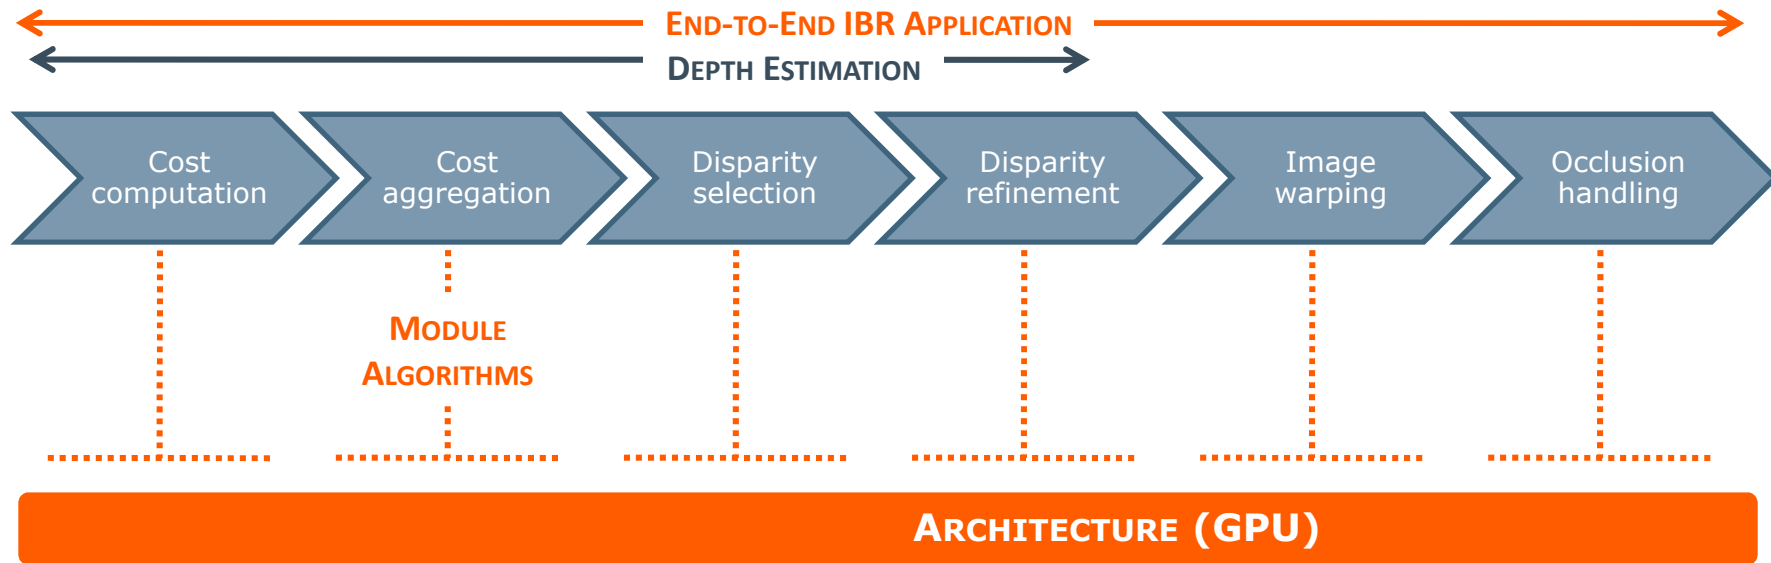 END-TO-END IBR APPLICATION
DEPTH ESTIMATION
Cost
computation
Cost
aggregation
Disparity
selection
Disparity
refinement
Image
warping
Occlusion
handling
MODULE
ALGORITHMS
ARCHITECTURE (GPU)